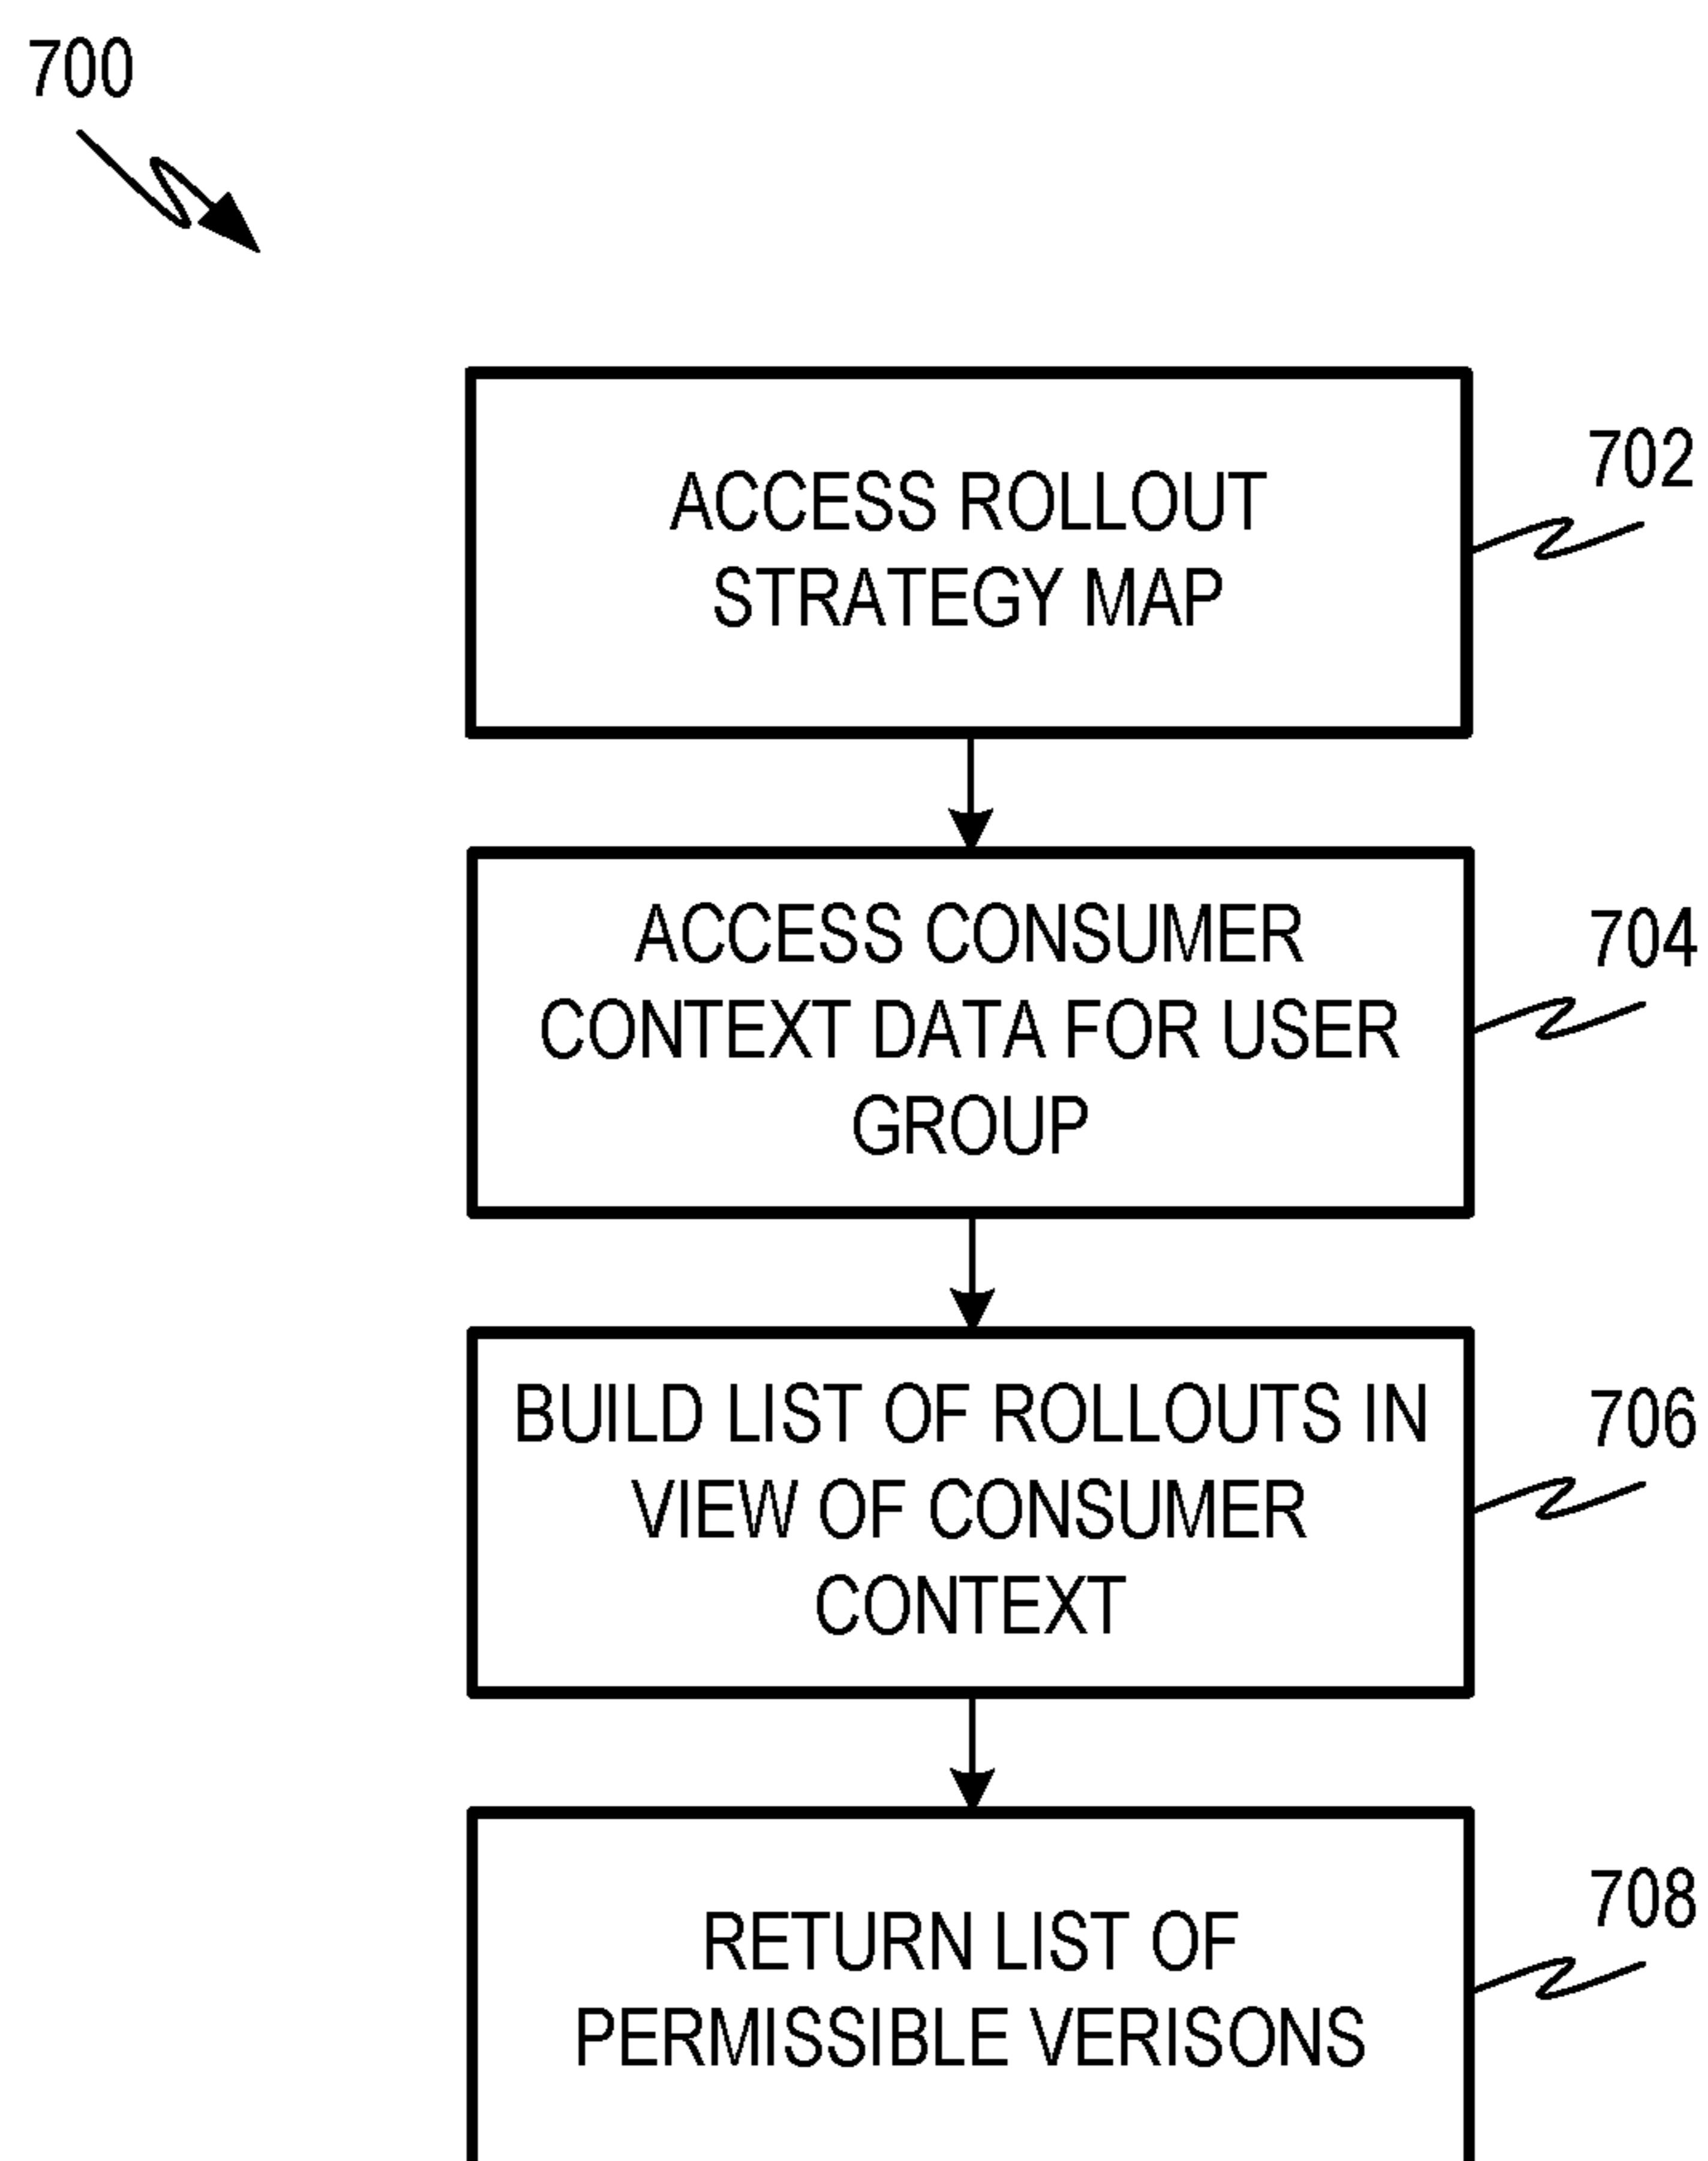 700
ACCESS ROLLOUT
STRATEGY MAP
702
ACCESS CONSUMER
CONTEXT DATA FOR USER
GROUP
704
BUILD LIST OF ROLLOUTS IN
VIEW OF CONSUMER
CONTEXT
706
RETURN LIST OF
PERMISSIBLE VERISONS
708